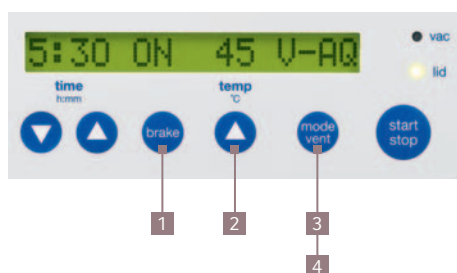 5:30 ON 45 V-AQ
vac
lid
time
h:mm
temp
°C
brake
mode
vent
start
stop
1
2
3
4